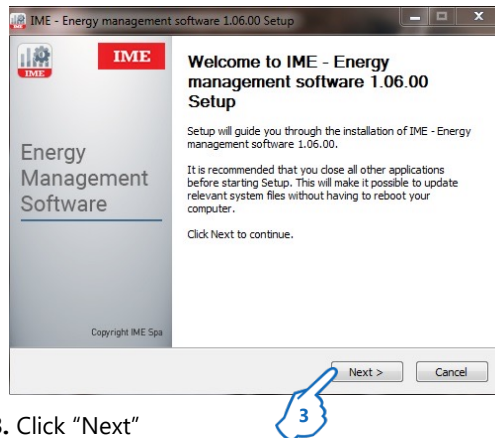 IME - Energy management software 1.06.00 Setup
IME
IME
Welcome to IME - Energy
management software 1.06.00
Setup
Setup will guide you through the installation of IME - Energy
management software 1.06.00.
It is recommended that you close all other applications
before starting Setup. This will make it possible to update
relevant system files without having to reboot your
computer.
Click Next to continue.
Energy
Management
Software
Copyright IME Spa
Next >
Cancel
3
3. Click “Next”